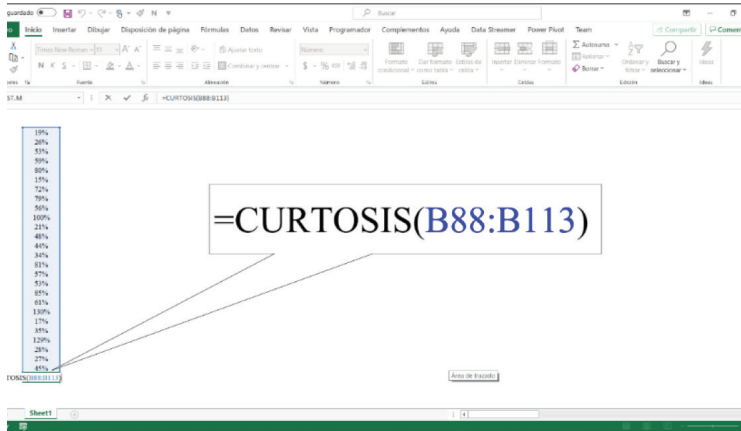 guardado
N
Buscar
Inicio Insertar Dibujar Disposición de página Fórmulas Datos Revisar Vista Programador Complementos Ayuda Data Streamer Power Pivot Team
Compartir
Times New Roman 11 A A Ajustar texto Número Autosuma
N K S A Combinar y centrar $ % 000 Formato condicional Dar formato como tabla Estilos de celda Insertar Eliminar Formato Rellenar Borrar Ordenar y filtrar Buscar y seleccionar Ideas
Fuente Alineación Número Estilos Celdas Edición Ideas
fx =CURTOSIS(B88:B113)
19%
26%
53%
59%
80%
15%
72%
79%
56%
100%
21%
48%
44%
34%
81%
57%
53%
85%
61%
130%
17%
35%
129%
28%
27%
45%
TOSIS(B88:B113)
=CURTOSIS(B88:B113)
Área de trazado
Sheet1